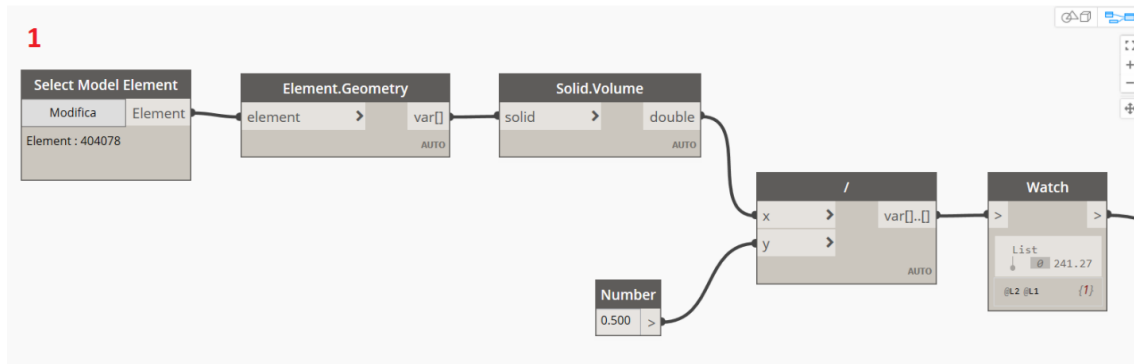 1
Select Model Element
Modifica Element
Element : 404078
Element.Geometry
element > var[]
AUTO
Solid.Volume
solid > double
AUTO
/
x > var[]..[]
y >
AUTO
Number
0.500 >
Watch
> >
List
0 241.27
@L2 @L1 {1}